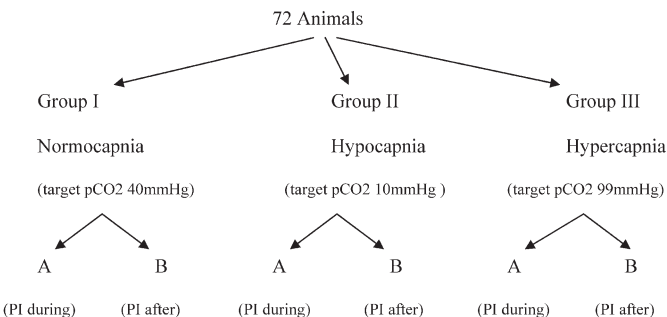 72 Animals
Group I Group II Group III
Normocapnia Hypocapnia Hypercapnia
(target pCO2 40mmHg) (target pCO2 10mmHg ) (target pCO2 99mmHg)
A B A B A B
(PI during) (PI after) (PI during) (PI after) (PI during) (PI after)